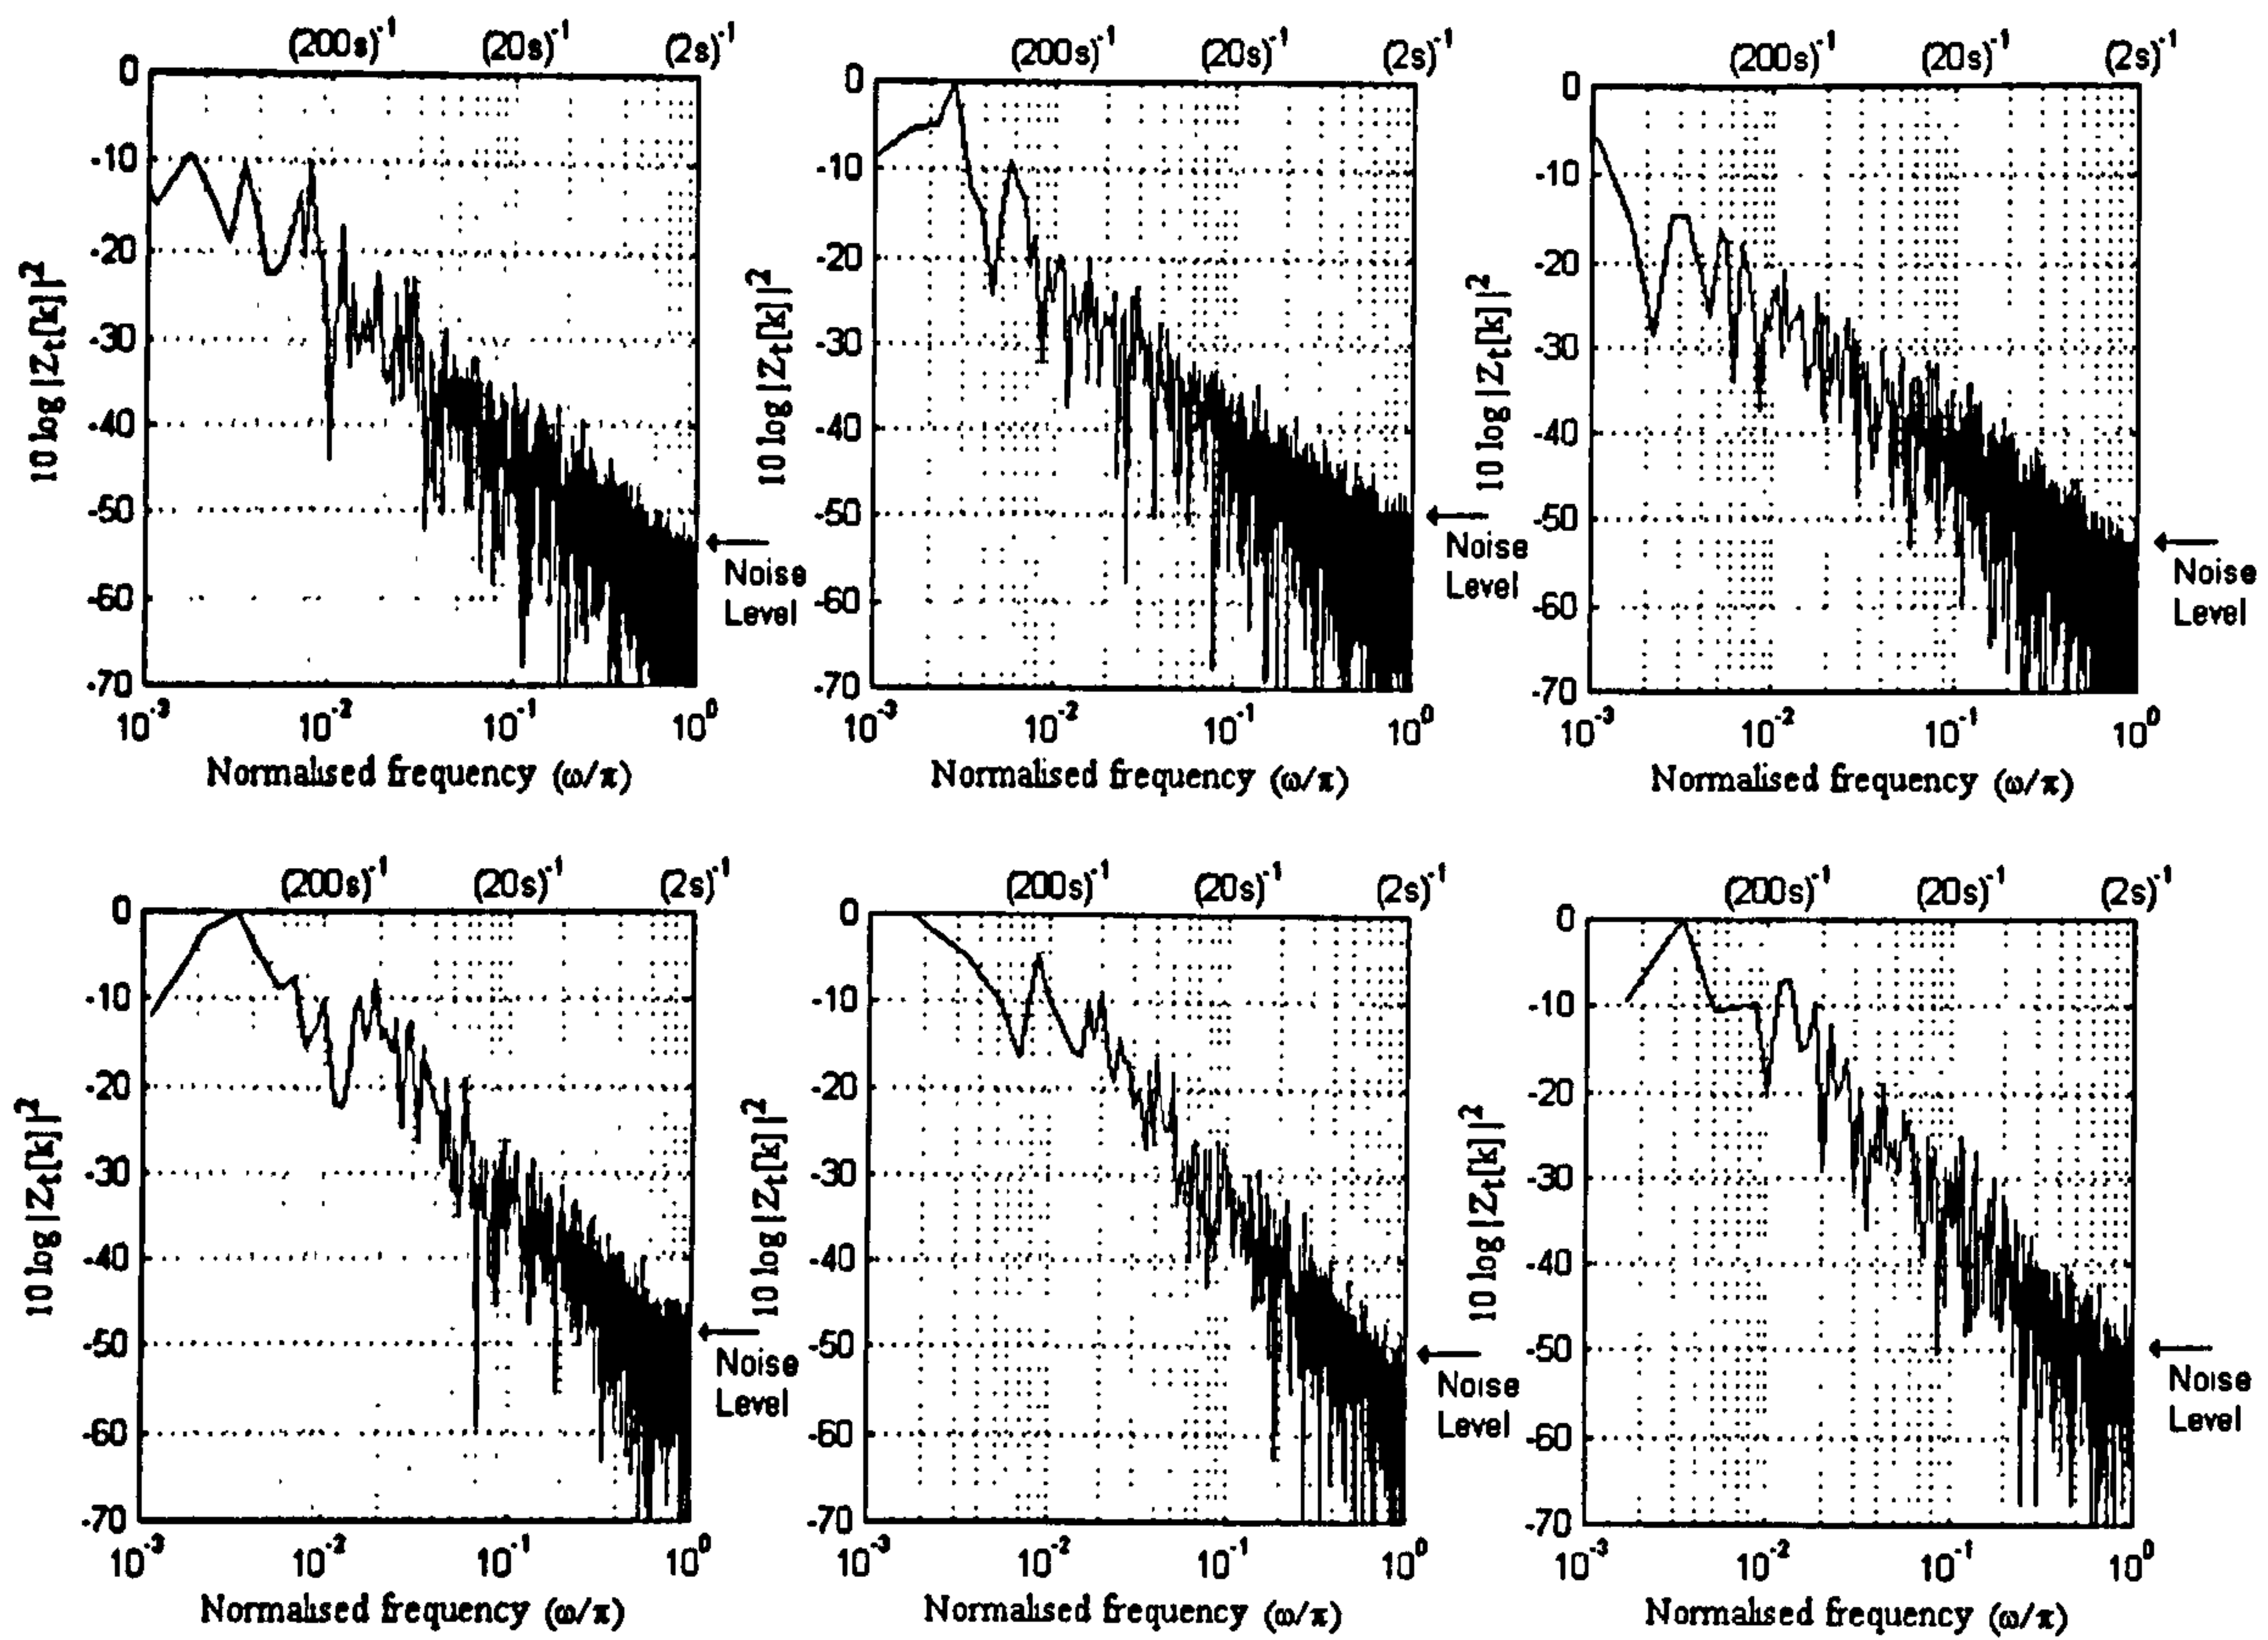 (200s)⁻¹ (20s)⁻¹ (2s)⁻¹
0
-10
-20
-30
-40
-50
-60
-70
10 log |Zt[k]|²
10⁻³ 10⁻² 10⁻¹ 10⁰
Normalised frequency (ω/π)
Noise
Level
(200s)⁻¹ (20s)⁻¹ (2s)⁻¹
0
-10
-20
-30
-40
-50
-60
-70
10 log |Zt[k]|²
10⁻³ 10⁻² 10⁻¹ 10⁰
Normalised frequency (ω/π)
Noise
Level
(200s)⁻¹ (20s)⁻¹ (2s)⁻¹
0
-10
-20
-30
-40
-50
-60
-70
10 log |Zt[k]|²
10⁻³ 10⁻² 10⁻¹ 10⁰
Normalised frequency (ω/π)
Noise
Level
(200s)⁻¹ (20s)⁻¹ (2s)⁻¹
0
-10
-20
-30
-40
-50
-60
-70
10 log |Zt[k]|²
10⁻³ 10⁻² 10⁻¹ 10⁰
Normalised frequency (ω/π)
Noise
Level
(200s)⁻¹ (20s)⁻¹ (2s)⁻¹
0
-10
-20
-30
-40
-50
-60
-70
10 log |Zt[k]|²
10⁻³ 10⁻² 10⁻¹ 10⁰
Normalised frequency (ω/π)
Noise
Level
(200s)⁻¹ (20s)⁻¹ (2s)⁻¹
0
-10
-20
-30
-40
-50
-60
-70
10 log |Zt[k]|²
10⁻³ 10⁻² 10⁻¹ 10⁰
Normalised frequency (ω/π)
Noise
Level